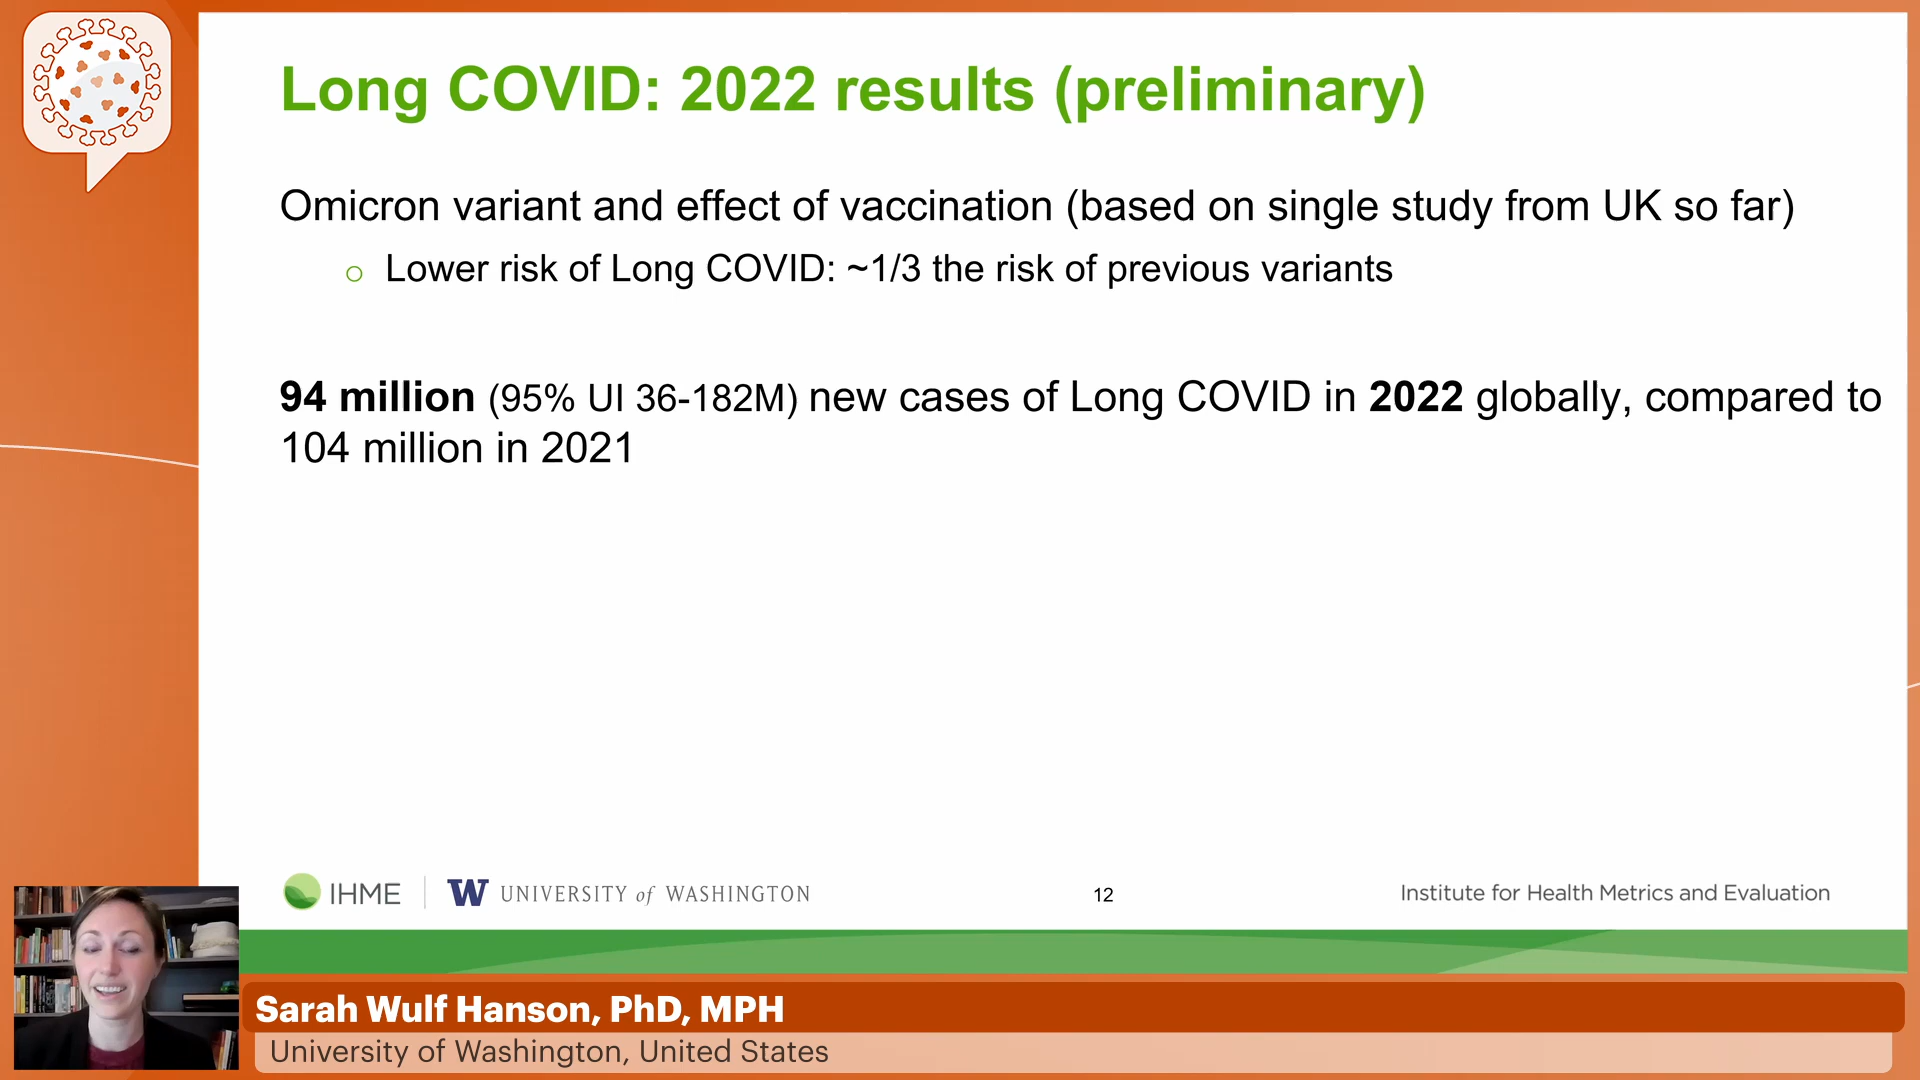 Long COVID: 2022 results (preliminary)
Omicron variant and effect of vaccination (based on single study from UK so far)
Lower risk of Long COVID: ~1/3 the risk of previous variants
94 million (95% UI 36-182M) new cases of Long COVID in 2022 globally, compared to
104 million in 2021
IHME W UNIVERSITY of WASHINGTON 12 Institute for Health Metrics and Evaluation
Sarah Wulf Hanson, PhD, MPH
University of Washington, United States